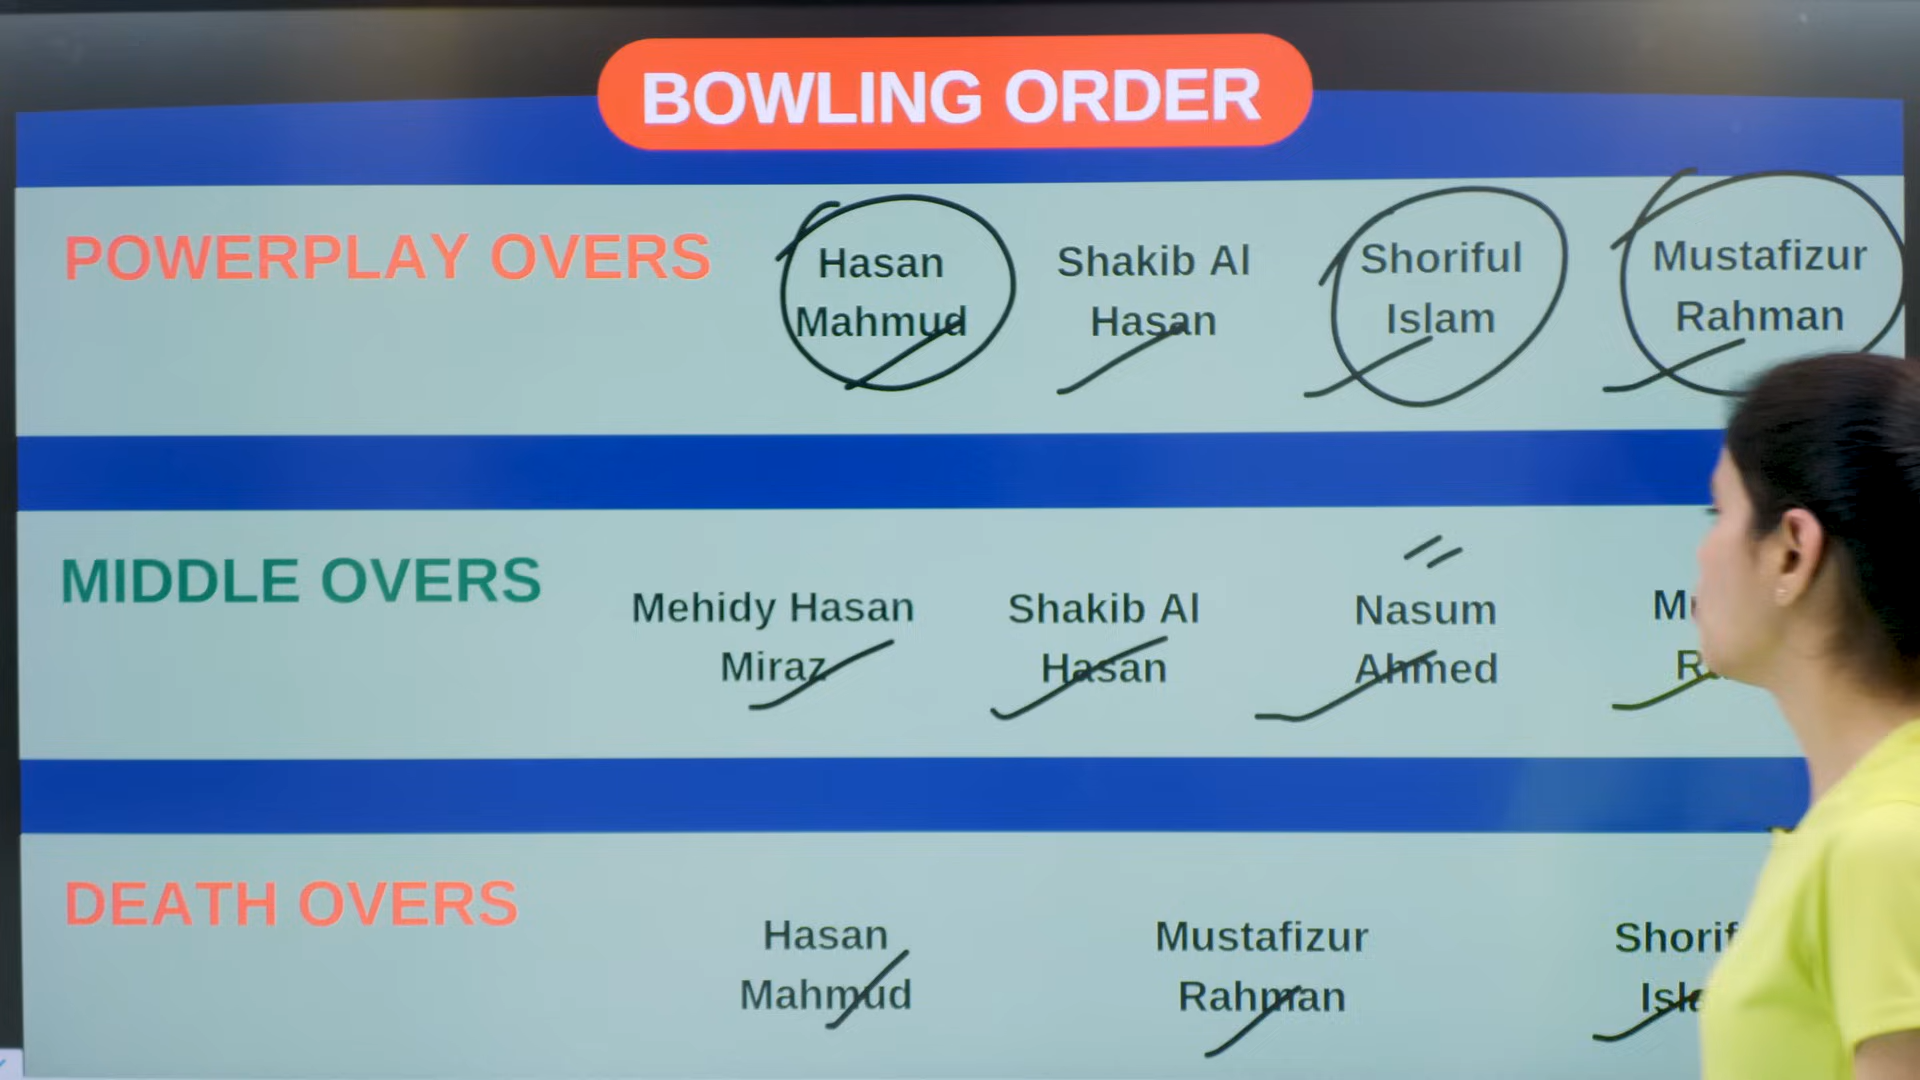 BOWLING ORDER
POWERPLAY OVERS
Hasan
Mahmud
Shakib Al
Hasan
Shoriful
Islam
Mustafizur
Rahman
MIDDLE OVERS
Mehidy Hasan
Miraz
Shakib Al
Hasan
Nasum
Ahmed
DEATH OVERS
Hasan
Mahmud
Mustafizur
Rahman